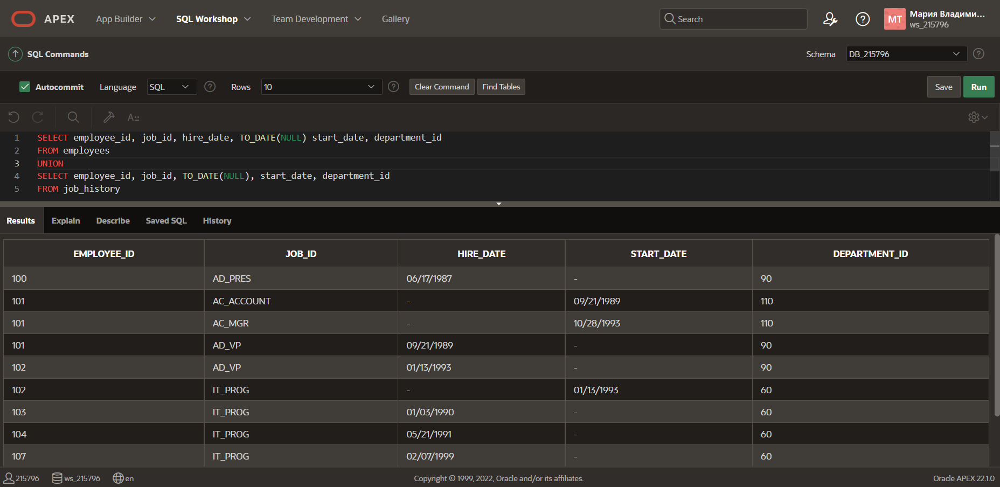 APEX App Builder SQL Workshop Team Development Gallery Search MT Мария Владими...
ws_215796
SQL Commands Schema DB_215796
Autocommit Language SQL Rows 10 Clear Command Find Tables Save Run
A
1 SELECT employee_id, job_id, hire_date, TO_DATE(NULL) start_date, department_id
2 FROM employees
3 UNION
4 SELECT employee_id, job_id, TO_DATE(NULL), start_date, department_id
5 FROM job_history
Results Explain Describe Saved SQL History
EMPLOYEE_ID JOB_ID HIRE_DATE START_DATE DEPARTMENT_ID
100 AD_PRES 06/17/1987 - 90
101 AC_ACCOUNT - 09/21/1989 110
101 AC_MGR - 10/28/1993 110
101 AD_VP 09/21/1989 - 90
102 AD_VP 01/13/1993 - 90
102 IT_PROG - 01/13/1993 60
103 IT_PROG 01/03/1990 - 60
104 IT_PROG 05/21/1991 - 60
107 IT_PROG 02/07/1999 - 60
215796 ws_215796 en Copyright © 1999, 2022, Oracle and/or its affiliates. Oracle APEX 22.1.0